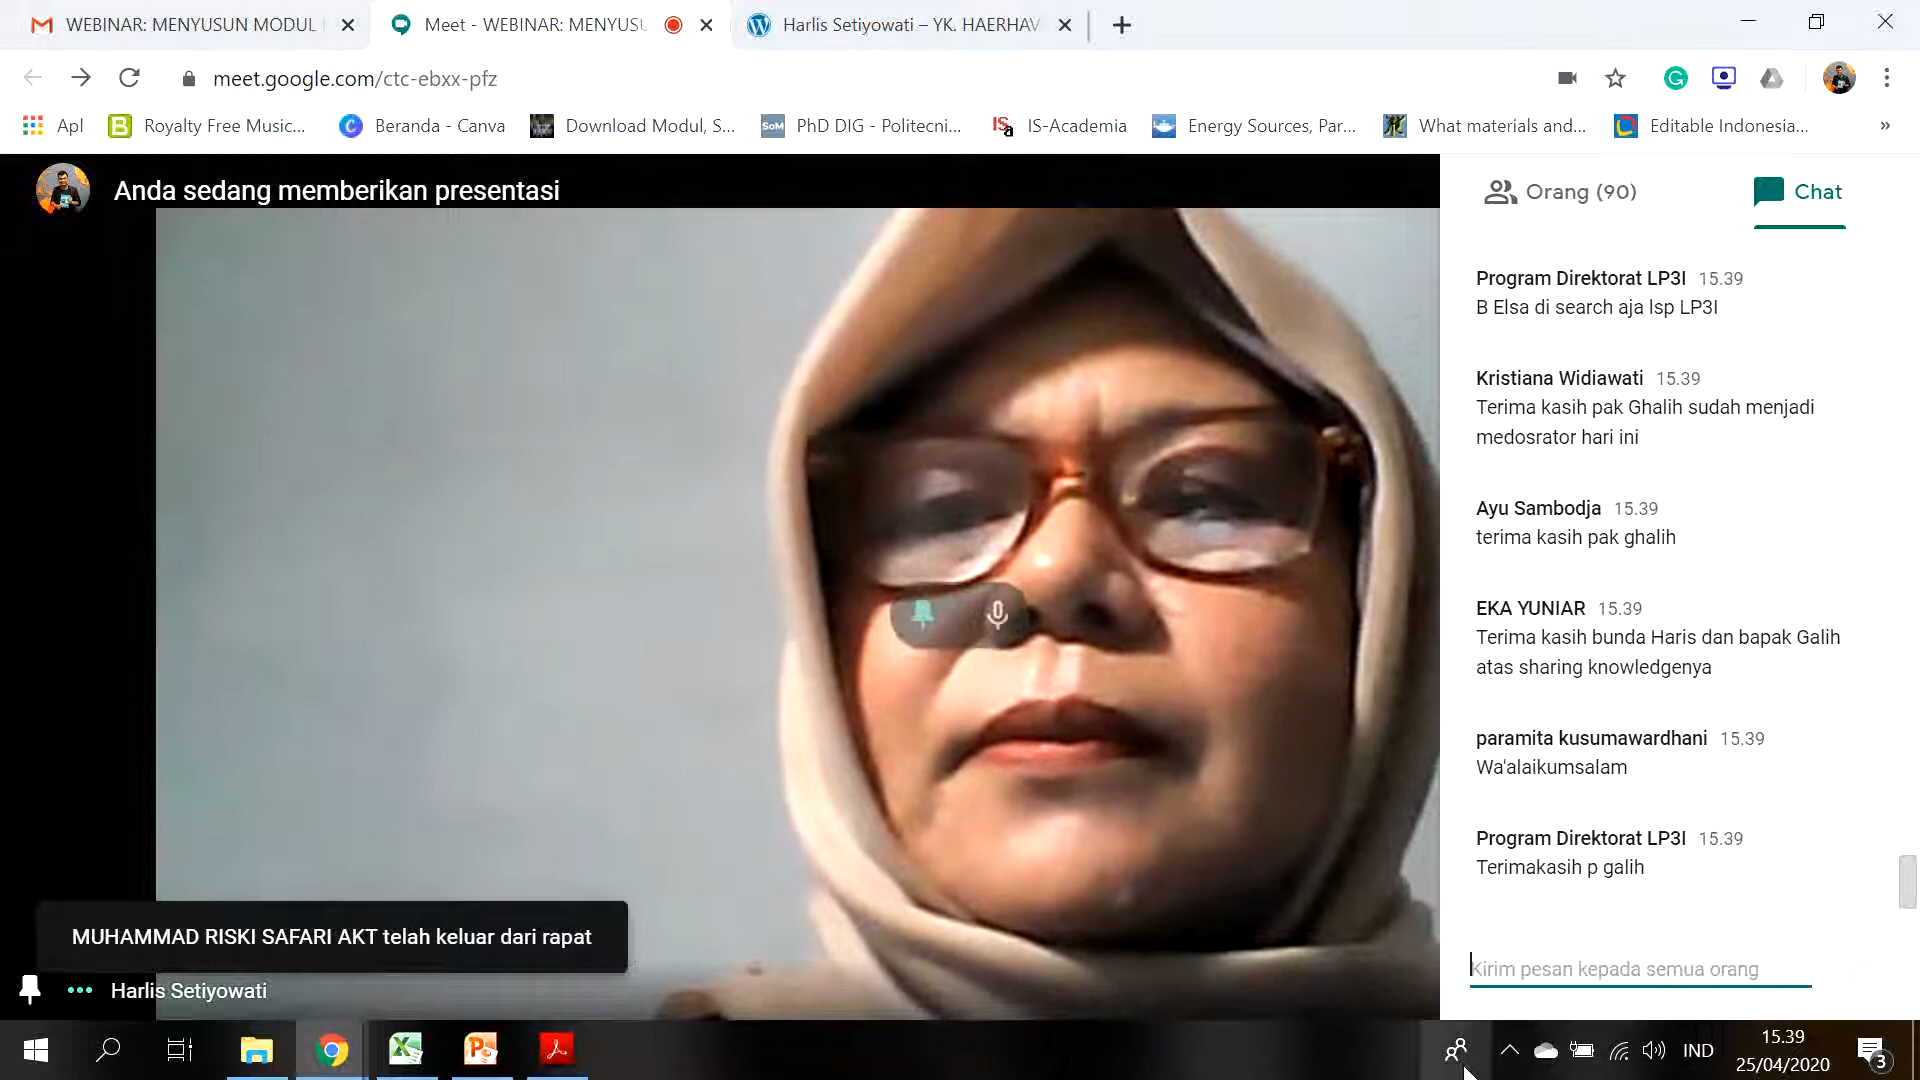 WEBINAR: MENYUSUN MODUL
Meet - WEBINAR: MENYUSU
Harlis Setiyowati – YK. HAERHAV
meet.google.com/ctc-ebxx-pfz
Apl
Royalty Free Music...
Beranda - Canva
Download Modul, S...
SoM
PhD DIG - Politecni...
IS-Academia
Energy Sources, Par...
What materials and...
Editable Indonesia...
Anda sedang memberikan presentasi
Orang (90)
Chat
Program Direktorat LP3I 15.39
B Elsa di search aja lsp LP3I
Kristiana Widiawati 15.39
Terima kasih pak Ghalih sudah menjadi
medosrator hari ini
Ayu Sambodja 15.39
terima kasih pak ghalih
EKA YUNIAR 15.39
Terima kasih bunda Haris dan bapak Galih
atas sharing knowledgenya
paramita kusumawardhani 15.39
Wa'alaikumsalam
Program Direktorat LP3I 15.39
Terimakasih p galih
Kirim pesan kepada semua orang
MUHAMMAD RISKI SAFARI AKT telah keluar dari rapat
Harlis Setiyowati
IND
15.39
25/04/2020
3